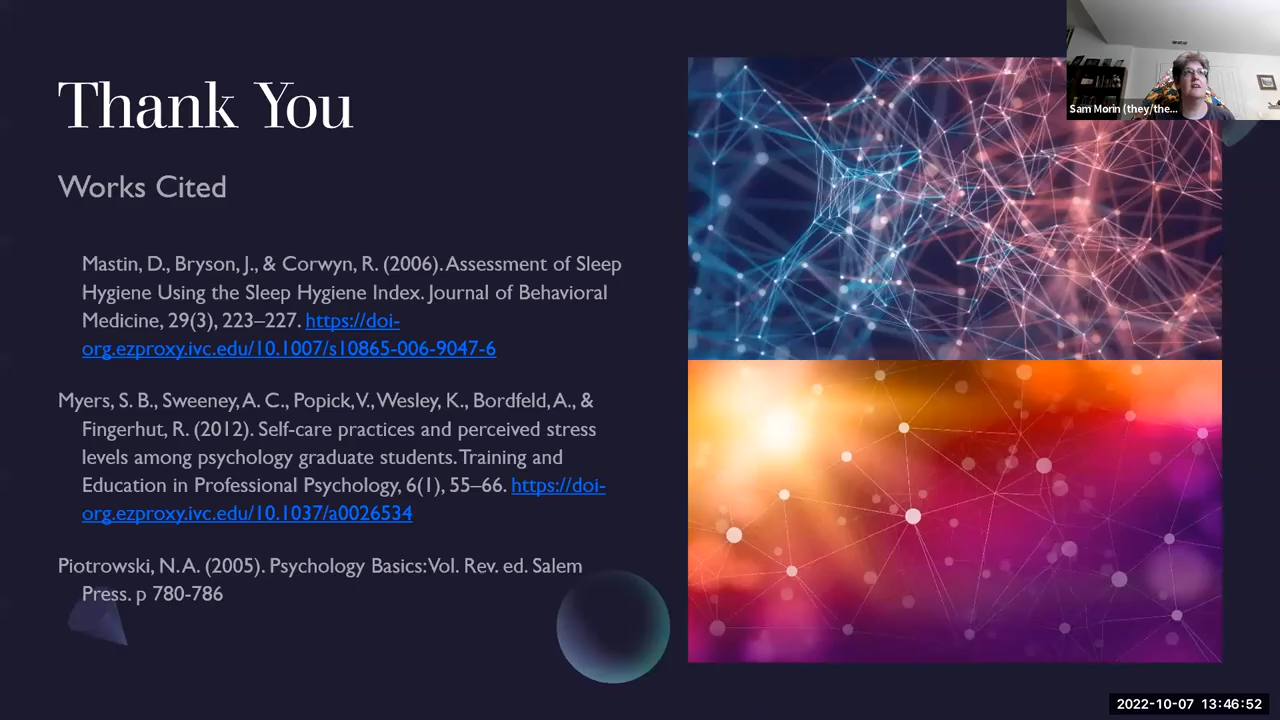 Thank You
Works Cited
Mastin, D., Bryson, J., & Corwyn, R. (2006). Assessment of Sleep
Hygiene Using the Sleep Hygiene Index. Journal of Behavioral
Medicine, 29(3), 223–227. https://doi-
org.ezproxy.ivc.edu/10.1007/s10865-006-9047-6
Myers, S. B., Sweeney, A. C., Popick, V., Wesley, K., Bordfeld, A., &
Fingerhut, R. (2012). Self-care practices and perceived stress
levels among psychology graduate students. Training and
Education in Professional Psychology, 6(1), 55–66. https://doi-
org.ezproxy.ivc.edu/10.1037/a0026534
Piotrowski, N. A. (2005). Psychology Basics: Vol. Rev. ed. Salem
Press. p 780-786
Sam Morin (they/the...
2022-10-07 13:46:52